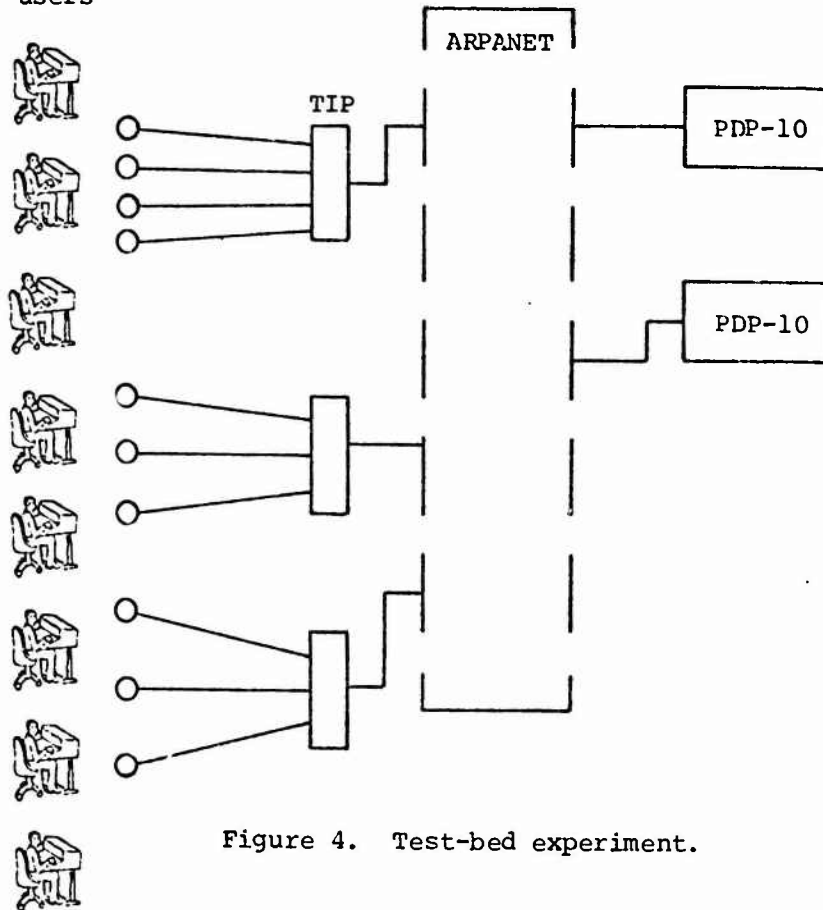 users
ARPANET
TIP
PDP-10
PDP-10
Figure 4. Test-bed experiment.